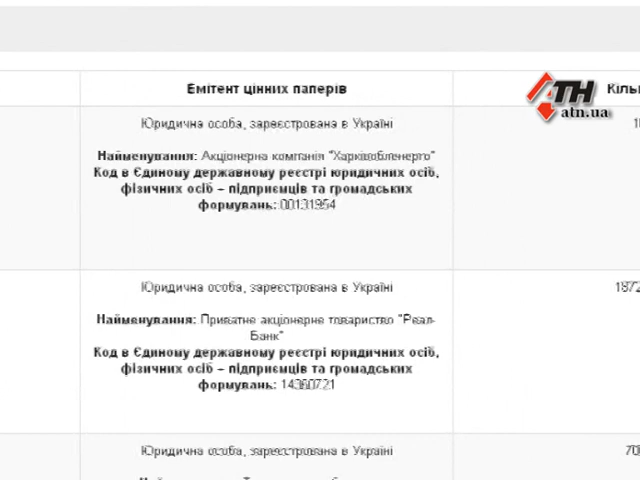 Емітент цінних паперів
Кіль
АТН
atn.ua
Юридична особа, зареєстрована в Україні
Найменування: Акціонерна компанія "Харківобленерго"
Код в Єдиному державному реєстрі юридичних осіб,
фізичних осіб – підприємців та громадських
формувань: 00131954
Юридична особа, зареєстрована в Україні
1872
Найменування: Приватне акціонерне товариство "Реал-
Банк"
Код в Єдиному державному реєстрі юридичних осіб,
фізичних осіб – підприємців та громадських
формувань: 14360721
Юридична особа, зареєстрована в Україні